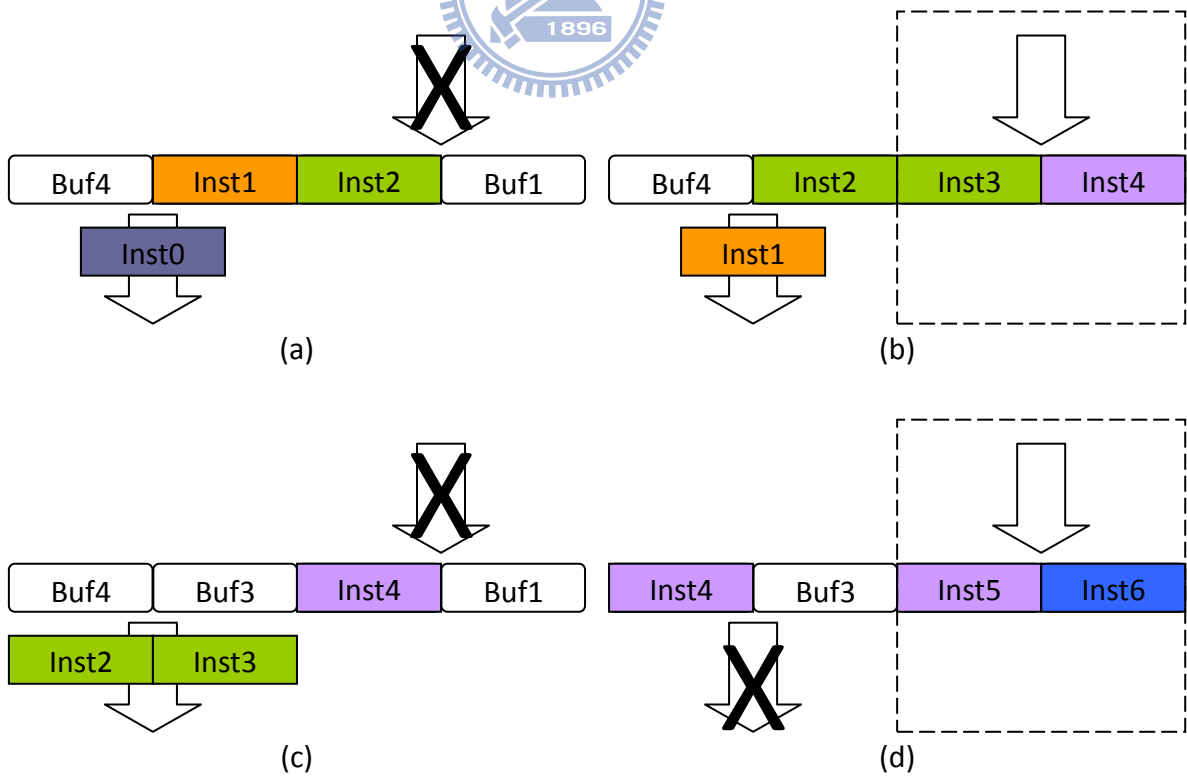 1896
Buf4 Inst1 Inst2 Buf1
Inst0
(a)
Buf4 Inst2 Inst3 Inst4
Inst1
(b)
Buf4 Buf3 Inst4 Buf1
Inst2 Inst3
(c)
Inst4 Buf3 Inst5 Inst6
(d)